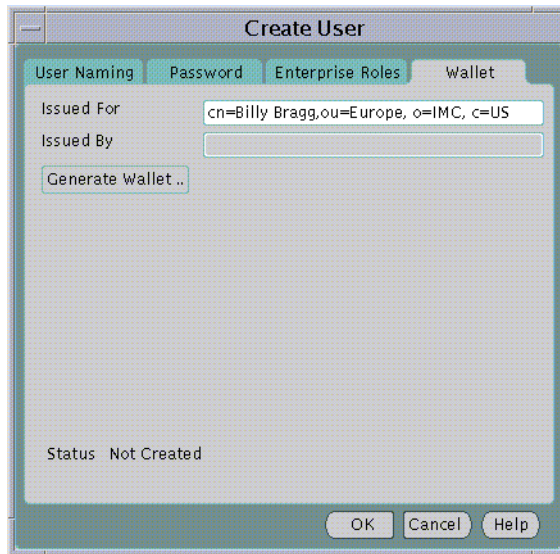 Create User
User Naming Password Enterprise Roles Wallet
Issued For cn=Billy Bragg,ou=Europe, o=IMC, c=US
Issued By
Generate Wallet ..
Status Not Created
OK Cancel Help